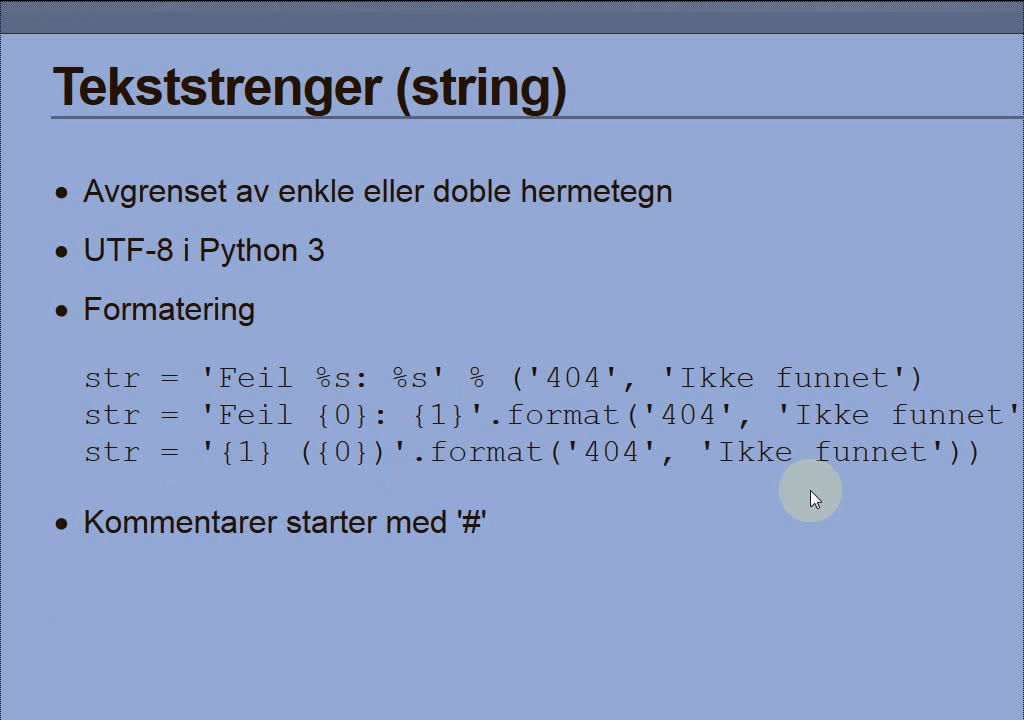 Tekststrenger (string)
• Avgrenset av enkle eller doble hermetegn
• UTF-8 i Python 3
• Formatering
str = 'Feil %s: %s' % ('404', 'Ikke funnet')
str = 'Feil {0}: {1}'.format('404', 'Ikke funnet'
str = '{1} ({0})'.format('404', 'Ikke funnet'))
• Kommentarer starter med '#'